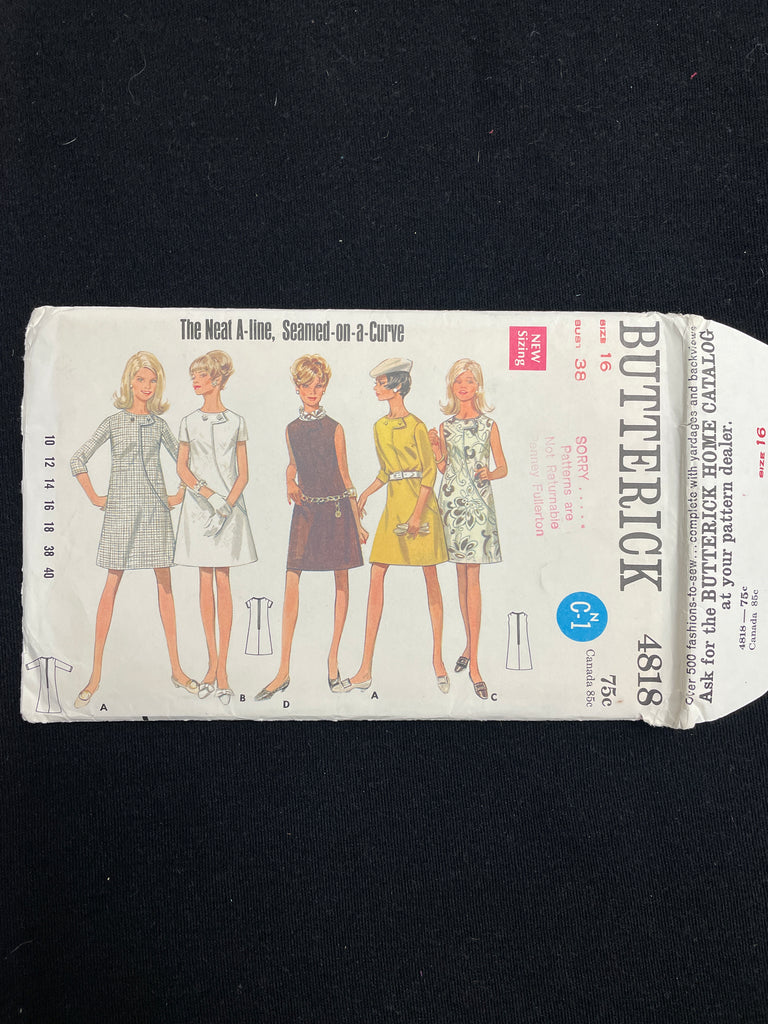 The Neat A-line, Seamed-on-a-Curve
NEW
Sizing
SIZE 16
BUST 38
BUTTERICK 4818
SORRY.....
Patterns are
Not Returnable
Penney Fullerton
N
C-1
75c
Canada 85c
10 12 14 16 18 38 40
A
B
D
A
C
Over 500 fashions-to-sew...complete with yardages and backviews
Ask for the BUTTERICK HOME CATALOG
at your pattern dealer.
4818—75c
Canada 85c
SIZE 16